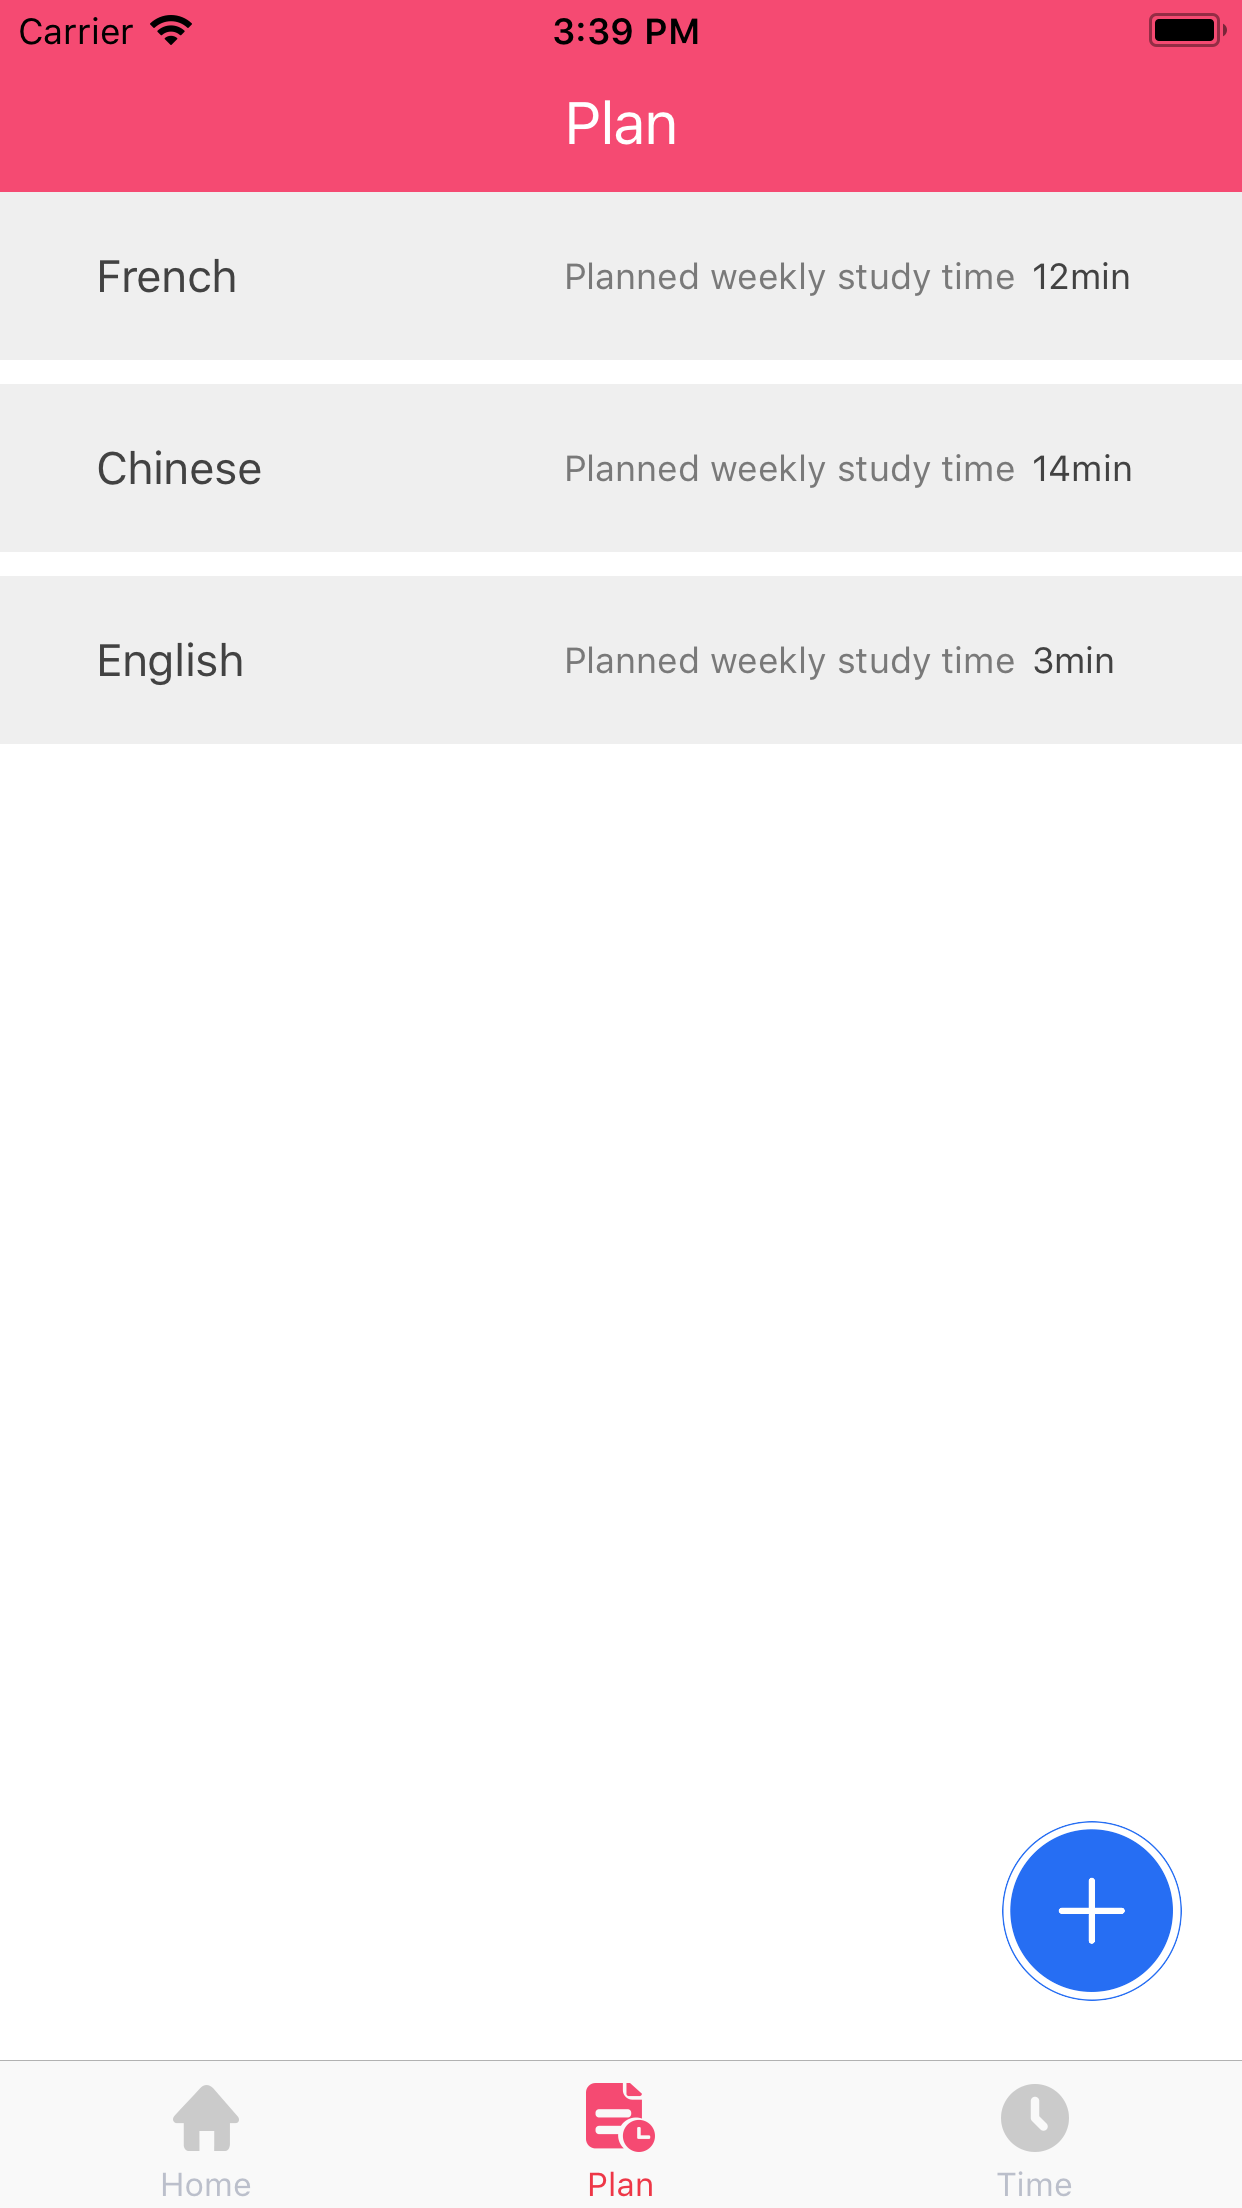 Carrier 3:39 PM
Plan
French Planned weekly study time 12min
Chinese Planned weekly study time 14min
English Planned weekly study time 3min
Home Plan Time